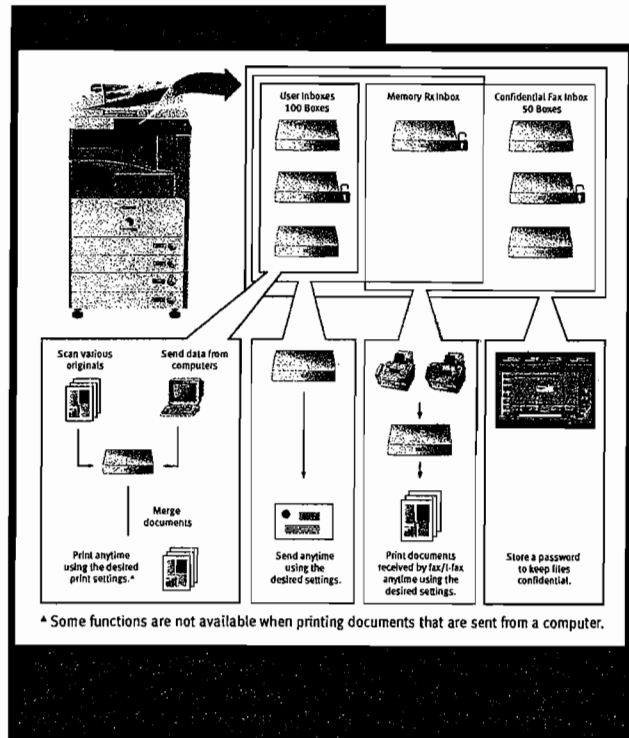 User Inboxes
100 Boxes
Memory Rx Inbox
Confidential Fax Inbox
50 Boxes
Scan various
originals
Send data from
computers
Merge
documents
Print anytime
using the desired
print settings.▲
Send anytime
using the
desired settings.
Print documents
received by fax/I-fax
anytime using the
desired settings.
Store a password
to keep files
confidential.
▲ Some functions are not available when printing documents that are sent from a computer.